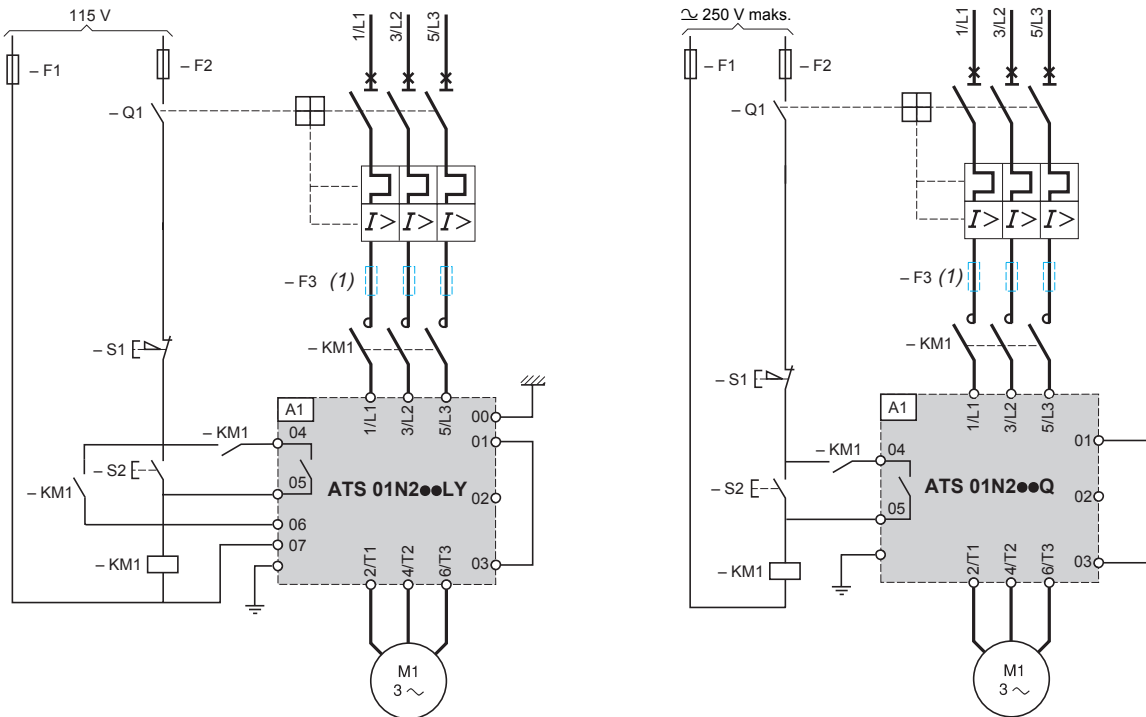 115 V
– F1
– F2
– Q1
1/L1
3/L2
5/L3
I>
I>
I>
– F3 (1)
– KM1
– S1
A1
1/L1
3/L2
5/L3
00
01
02
03
04
05
06
07
– KM1
– S2
– KM1
– KM1
ATS 01N2●●LY
2/T1
4/T2
6/T3
M1
3 ~
≃ 250 V maks.
– F1
– F2
– Q1
1/L1
3/L2
5/L3
I>
I>
I>
– F3 (1)
– KM1
– S1
A1
1/L1
3/L2
5/L3
01
02
03
04
05
– KM1
– S2
– KM1
ATS 01N2●●Q
2/T1
4/T2
6/T3
M1
3 ~